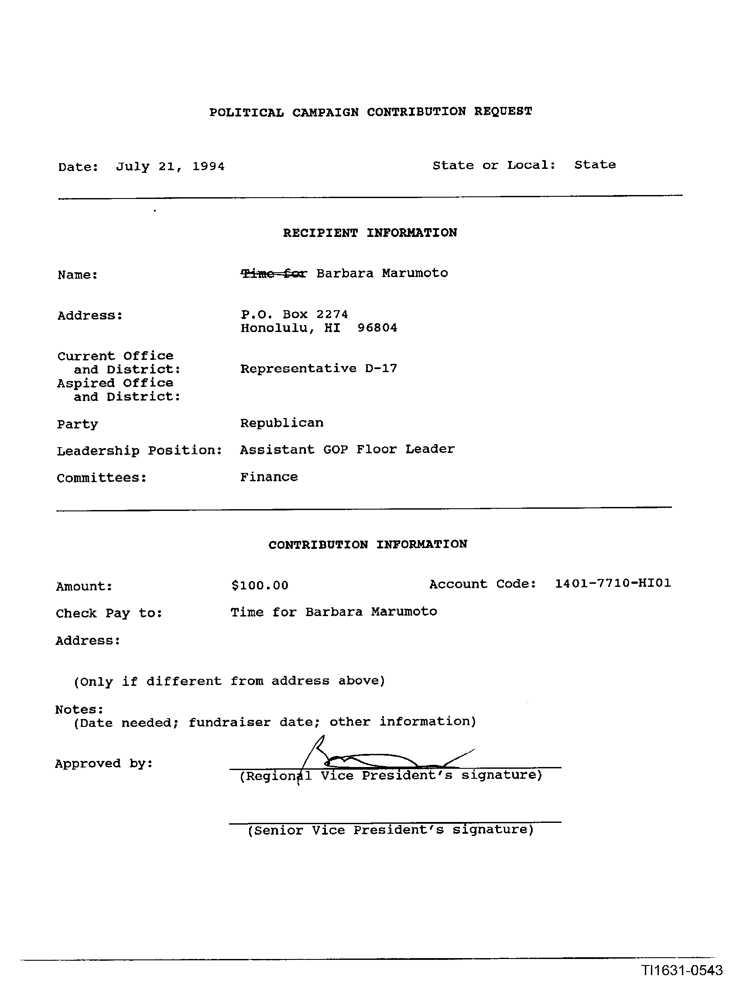 POLITICAL CAMPAIGN CONTRIBUTION REQUEST
Date: July 21, 1994 State or Local: State
RECIPIENT INFORMATION
Name: Time for Barbara Marumoto
Address: P.O. Box 2274
Honolulu, HI 96804
Current Office
and District: Representative D-17
Aspired Office
and District:
Party Republican
Leadership Position: Assistant GOP Floor Leader
Committees: Finance
CONTRIBUTION INFORMATION
Amount: $100.00 Account Code: 1401-7710-HI01
Check Pay to: Time for Barbara Marumoto
Address:
(Only if different from address above)
Notes:
(Date needed; fundraiser date; other information)
Approved by:
(Regional Vice President's signature)
(Senior Vice President's signature)
TI1631-0543